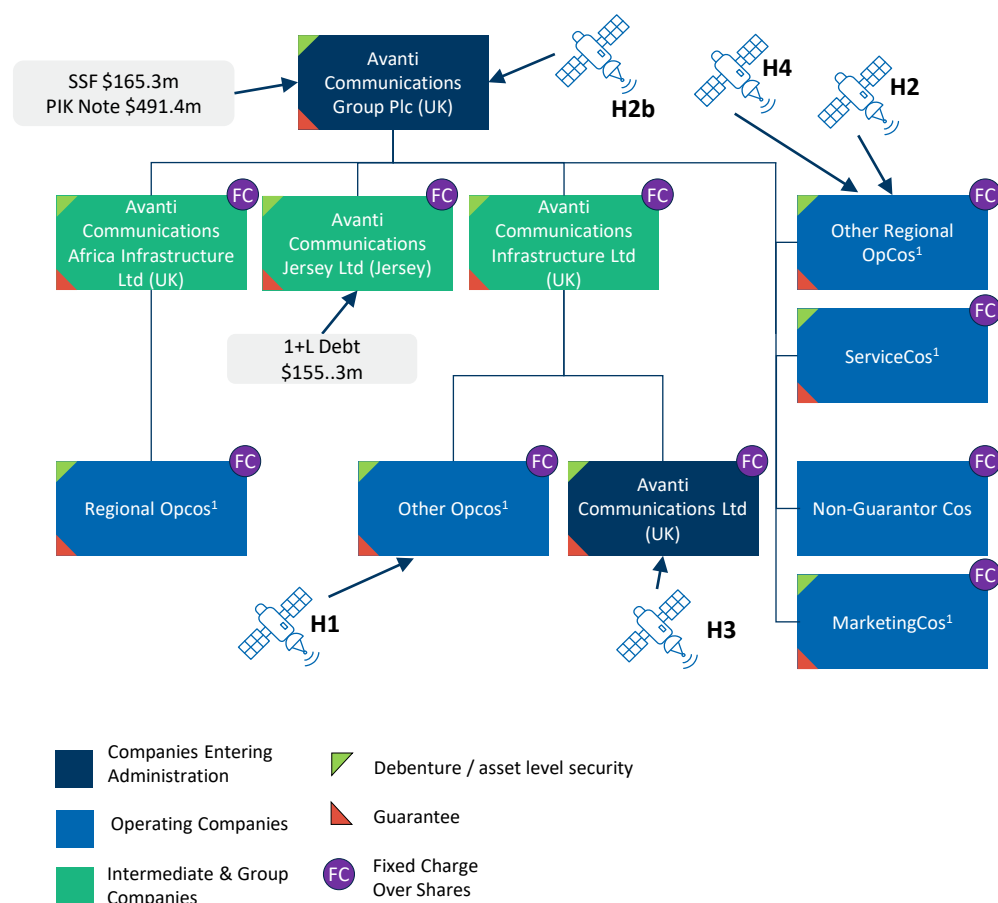 SSF $165.3m
PIK Note $491.4m
Avanti
Communications
Group Plc (UK)
H2b
H4
H2
FC
Avanti
Communications
Africa Infrastructure
Ltd (UK)
FC
Avanti
Communications
Jersey Ltd (Jersey)
FC
Avanti
Communications
Infrastructure Ltd
(UK)
FC
Other Regional
OpCos1
1+L Debt
$155..3m
FC
ServiceCos1
FC
Regional Opcos1
FC
Other Opcos1
FC
Avanti
Communications Ltd
(UK)
FC
Non-Guarantor Cos
FC
MarketingCos1
H1
H3
Companies Entering
Administration
Debenture / asset level security
Operating Companies
Guarantee
Intermediate & Group
Companies
FC
Fixed Charge
Over Shares